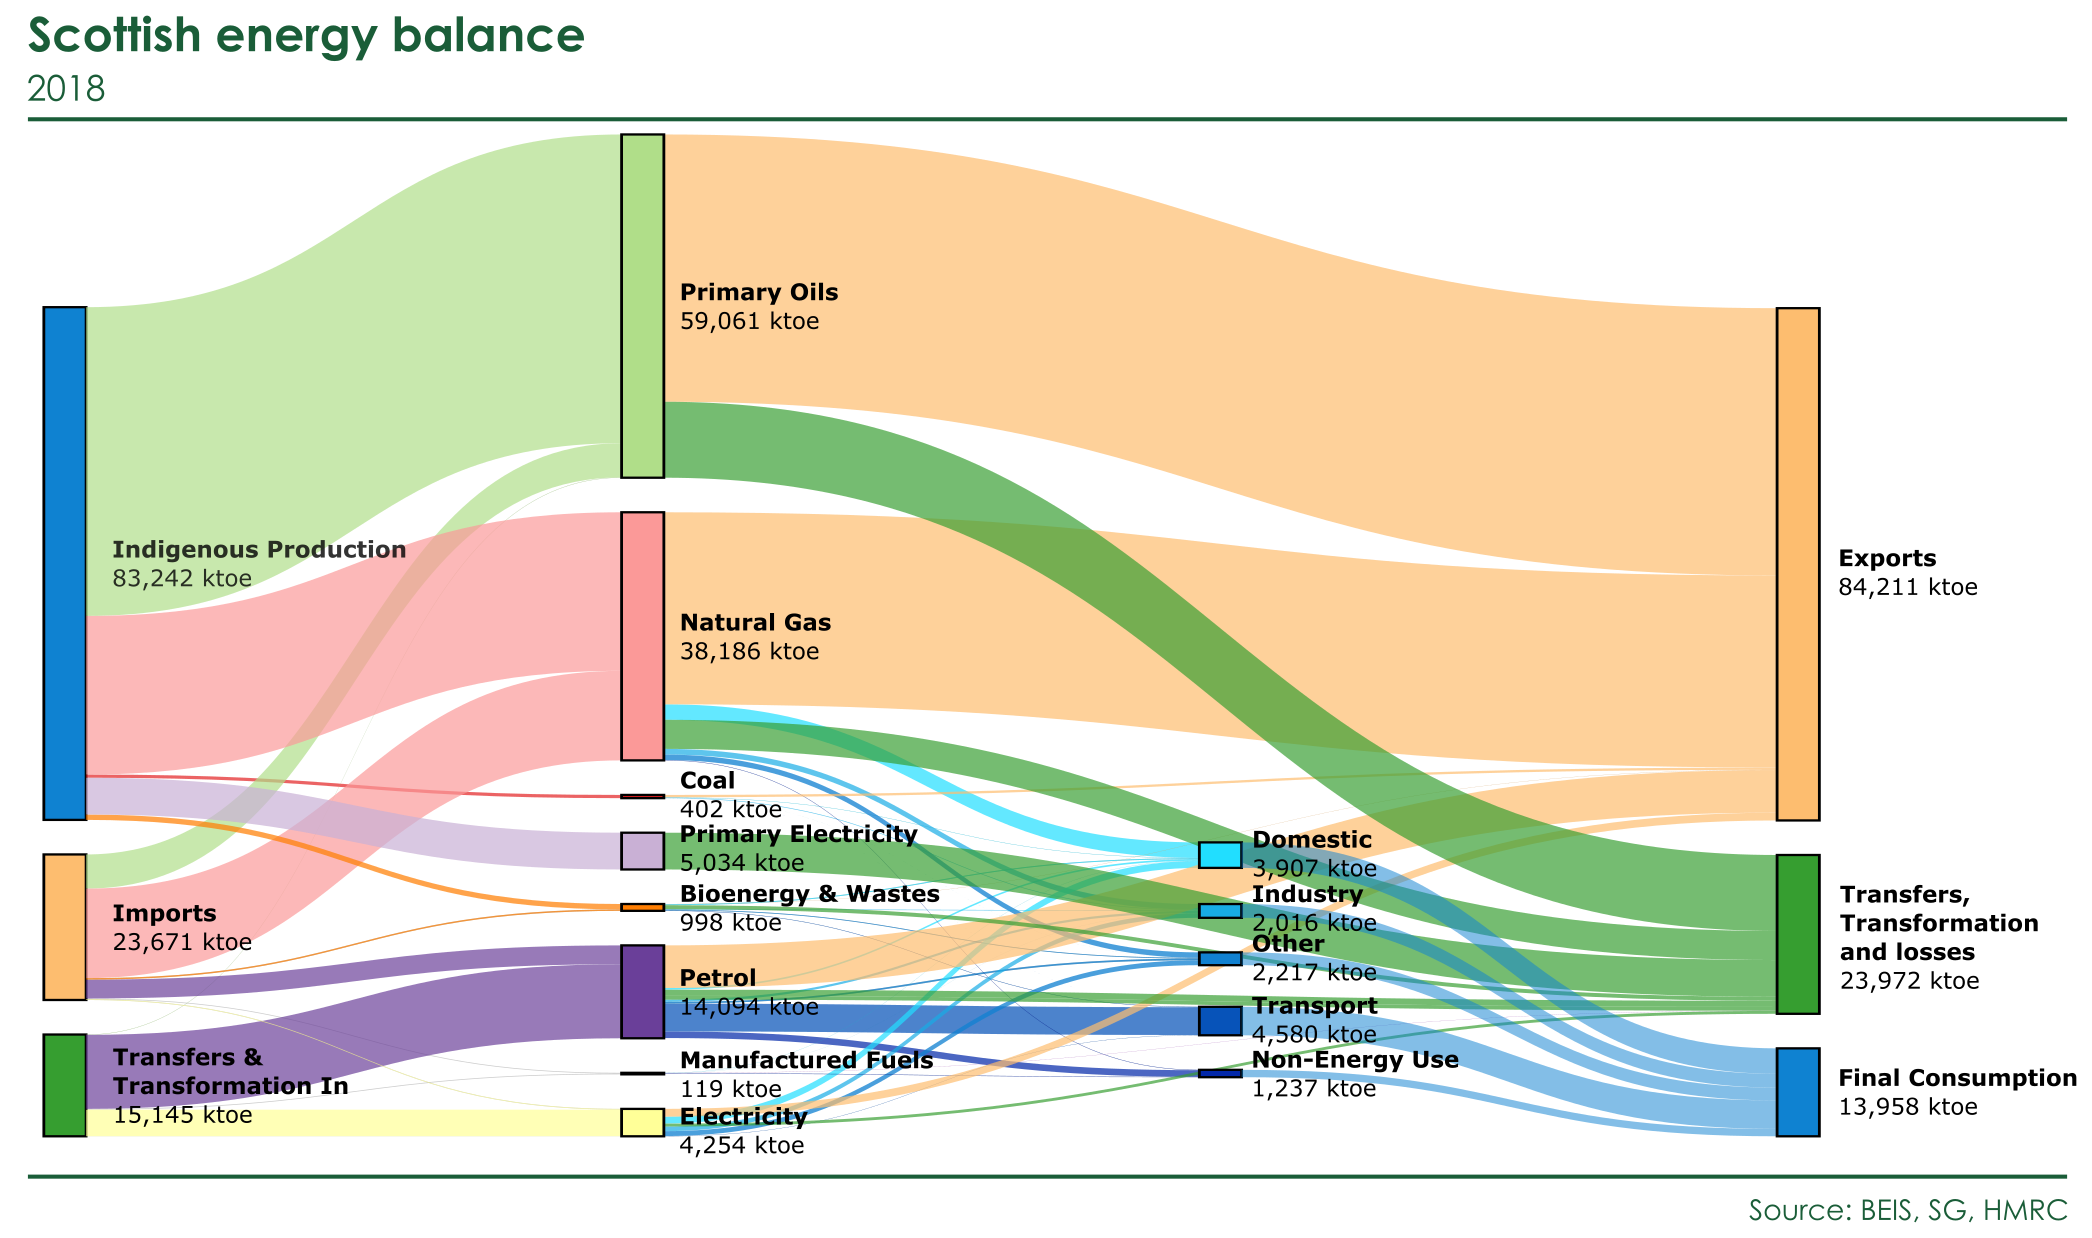 Scottish energy balance
2018
Primary Oils
59,061 ktoe
Indigenous Production
83,242 ktoe
Exports
84,211 ktoe
Natural Gas
38,186 ktoe
Coal
402 ktoe
Primary Electricity
5,034 ktoe
Domestic
3,907 ktoe
Bioenergy & Wastes
998 ktoe
Industry
2,016 ktoe
Transfers,
Transformation
and losses
23,972 ktoe
Imports
23,671 ktoe
Other
2,217 ktoe
Petrol
14,094 ktoe
Transport
4,580 ktoe
Transfers &
Transformation In
15,145 ktoe
Manufactured Fuels
119 ktoe
Non-Energy Use
1,237 ktoe
Final Consumption
13,958 ktoe
Electricity
4,254 ktoe
Source: BEIS, SG, HMRC